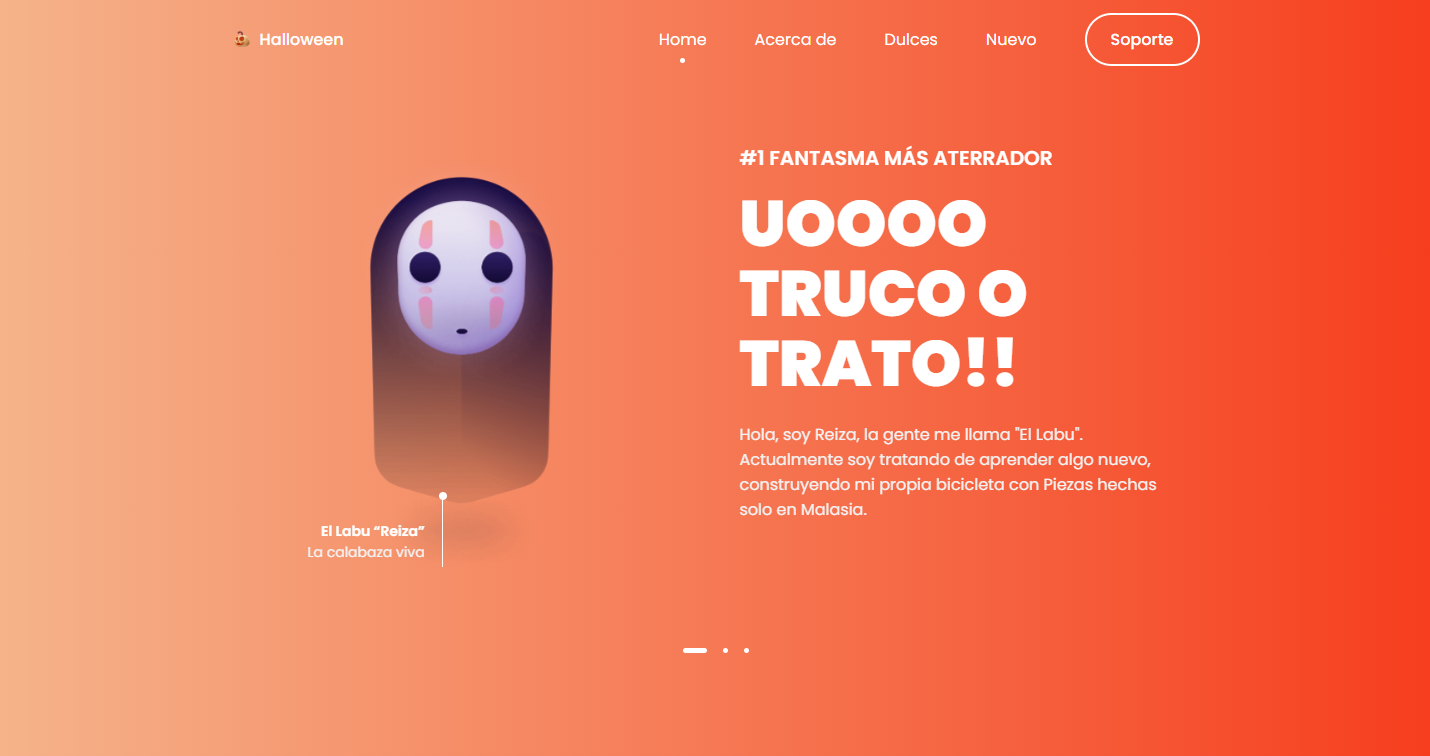 Halloween
Home
Acerca de
Dulces
Nuevo
Soporte
#1 FANTASMA MÁS ATERRADOR
UOOOO
TRUCO O
TRATO!!
Hola, soy Reiza, la gente me llama "El Labu".
Actualmente soy tratando de aprender algo nuevo,
construyendo mi propia bicicleta con Piezas hechas
solo en Malasia.
El Labu “Reiza”
La calabaza viva